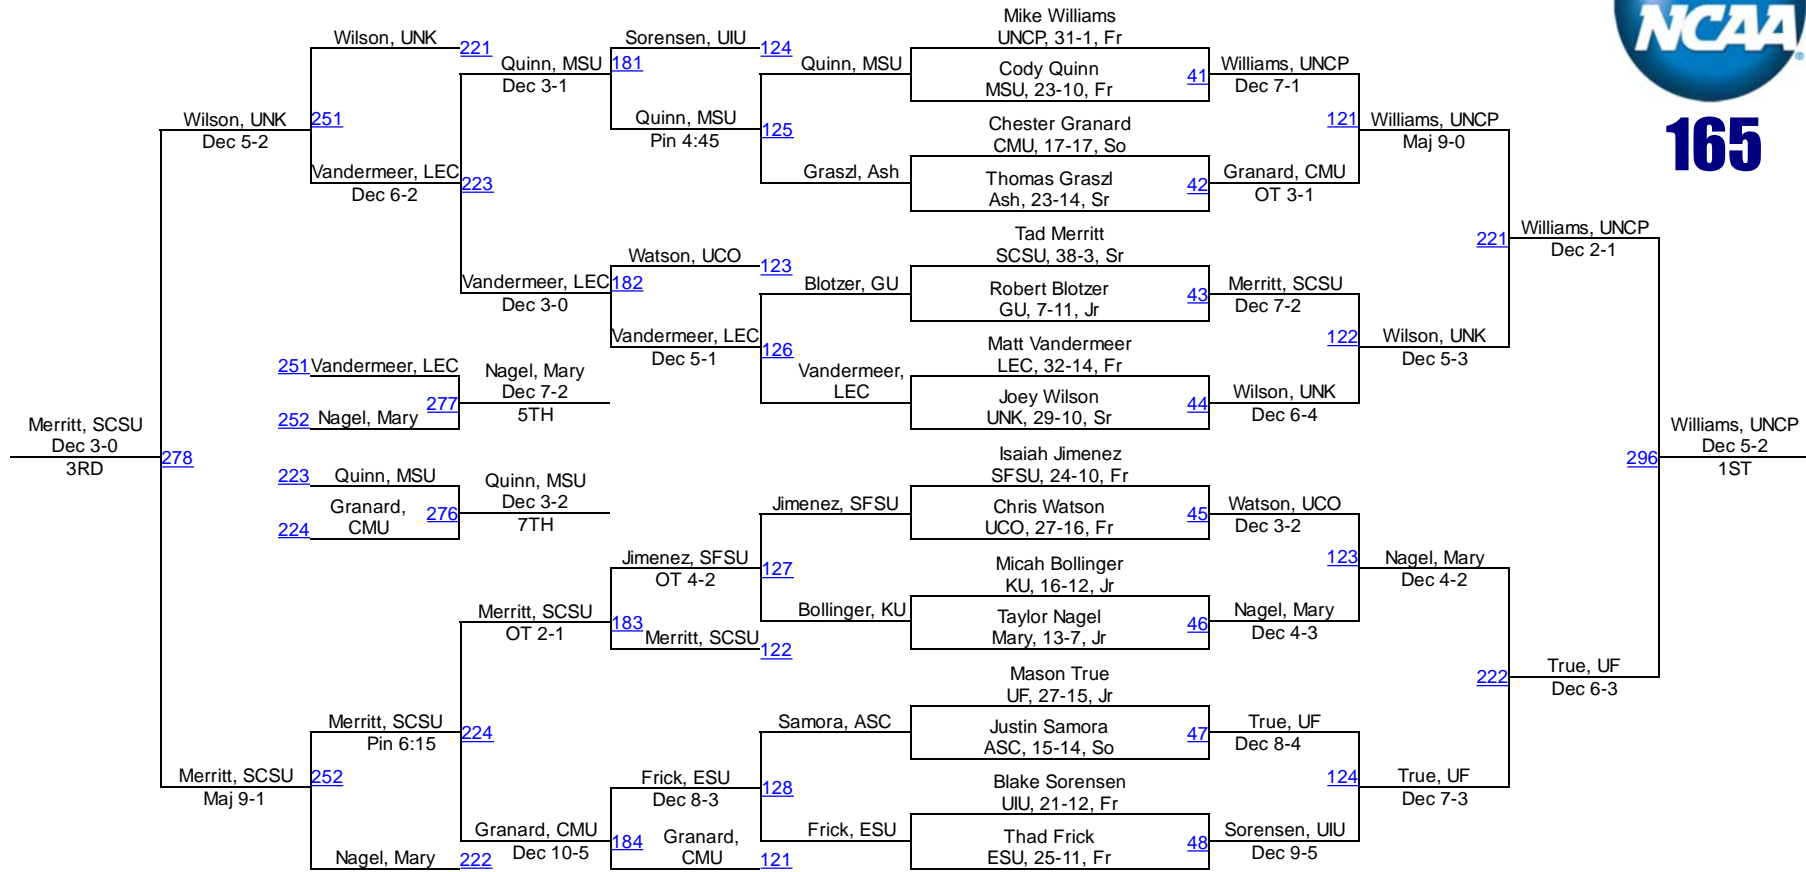 NCAA
165
Mike Williams
UNCP, 31-1, Fr
Cody Quinn
MSU, 23-10, Fr
41
Chester Granard
CMU, 17-17, So
Thomas Graszl
Ash, 23-14, Sr
42
Tad Merritt
SCSU, 38-3, Sr
Robert Blotzer
GU, 7-11, Jr
43
Matt Vandermeer
LEC, 32-14, Fr
Joey Wilson
UNK, 29-10, Sr
44
Isaiah Jimenez
SFSU, 24-10, Fr
Chris Watson
UCO, 27-16, Fr
45
Micah Bollinger
KU, 16-12, Jr
Taylor Nagel
Mary, 13-7, Jr
46
Mason True
UF, 27-15, Jr
Justin Samora
ASC, 15-14, So
47
Blake Sorensen
UIU, 21-12, Fr
Thad Frick
ESU, 25-11, Fr
48
Williams, UNCP
Dec 7-1
121
Granard, CMU
OT 3-1
Merritt, SCSU
Dec 7-2
122
Wilson, UNK
Dec 6-4
Watson, UCO
Dec 3-2
123
Nagel, Mary
Dec 4-3
True, UF
Dec 8-4
124
Sorensen, UIU
Dec 9-5
Williams, UNCP
Maj 9-0
221
Wilson, UNK
Dec 5-3
Nagel, Mary
Dec 4-2
222
True, UF
Dec 7-3
Williams, UNCP
Dec 2-1
296
True, UF
Dec 6-3
Williams, UNCP
Dec 5-2
1ST
Quinn, MSU
125
Graszl, Ash
Blotzer, GU
126
Vandermeer,
LEC
Jimenez, SFSU
127
Bollinger, KU
Samora, ASC
128
Frick, ESU
Sorensen, UIU
124
181
Quinn, MSU
Pin 4:45
Watson, UCO
123
182
Vandermeer, LEC
Dec 5-1
Jimenez, SFSU
OT 4-2
183
Merritt, SCSU
122
Frick, ESU
Dec 8-3
184
Granard,
CMU
121
Quinn, MSU
Dec 3-1
223
Vandermeer, LEC
Dec 3-0
Merritt, SCSU
OT 2-1
224
Granard, CMU
Dec 10-5
Wilson, UNK
221
251
Vandermeer, LEC
Dec 6-2
Merritt, SCSU
Pin 6:15
252
Nagel, Mary
222
Wilson, UNK
Dec 5-2
278
Merritt, SCSU
Maj 9-1
Merritt, SCSU
Dec 3-0
3RD
251
Vandermeer, LEC
277
252
Nagel, Mary
Nagel, Mary
Dec 7-2
5TH
223
Quinn, MSU
276
224
Granard,
CMU
Quinn, MSU
Dec 3-2
7TH